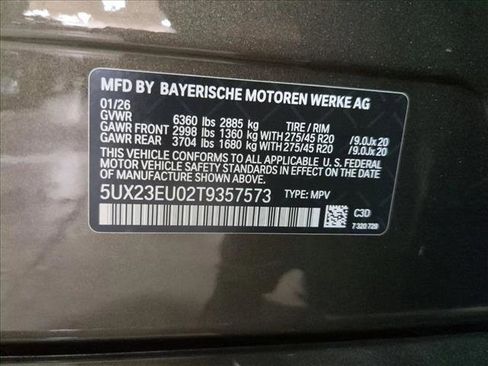 MFD BY BAYERISCHE MOTOREN WERKE AG
01/26
GVWR 6360 lbs 2885 kg TIRE / RIM
GAWR FRONT 2998 lbs 1360 kg WITH 275/45 R20 /9.0Jx20
GAWR REAR 3704 lbs 1680 kg WITH 275/45 R20 /9.0Jx20
THIS VEHICLE CONFORMS TO ALL APPLICABLE U. S. FEDERAL
MOTOR VEHICLE SAFETY STANDARDS IN EFFECT ON THE DATE
OF MANUFACTURE SHOWN ABOVE.
5UX23EU02T9357573 TYPE: MPV
C3D
7 320 729